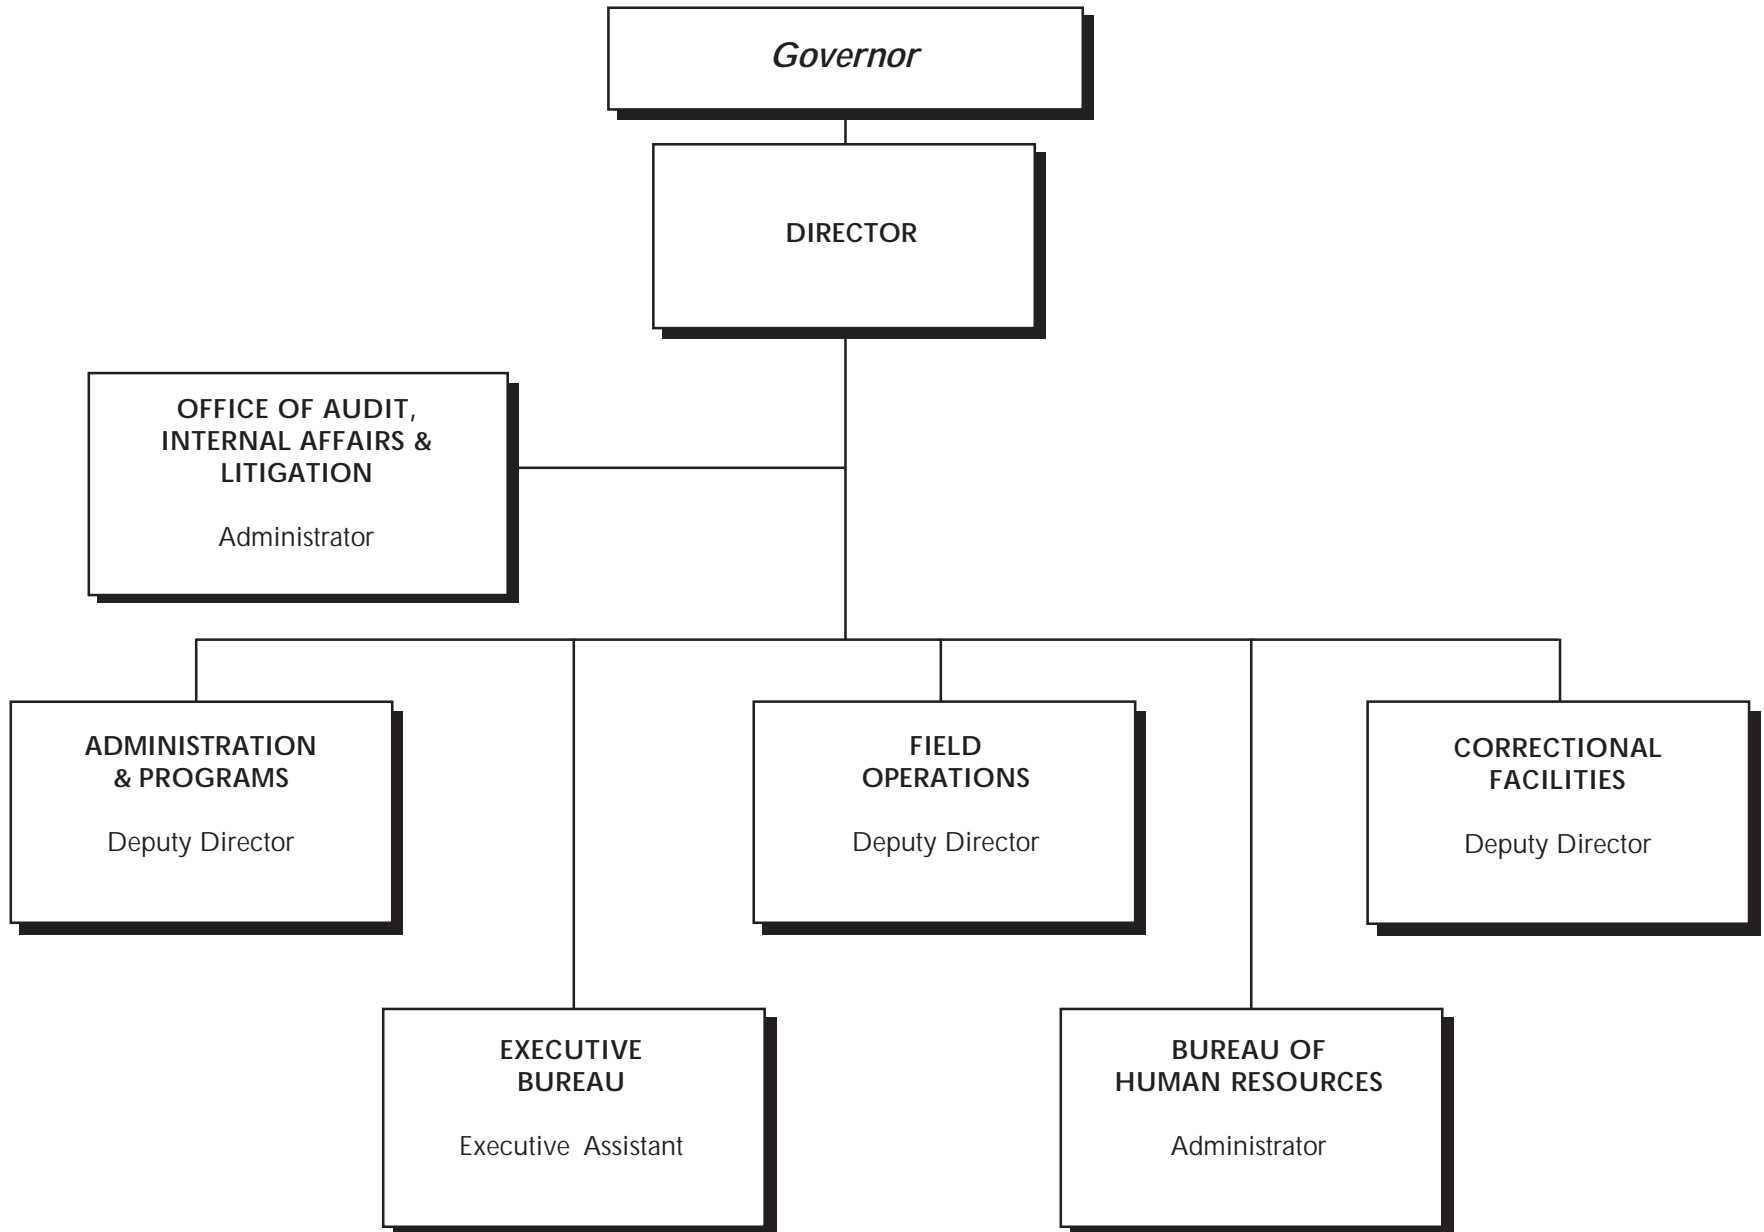 Governor
DIRECTOR
OFFICE OF AUDIT,
INTERNAL AFFAIRS &
LITIGATION
Administrator
ADMINISTRATION
& PROGRAMS
Deputy Director
FIELD
OPERATIONS
Deputy Director
CORRECTIONAL
FACILITIES
Deputy Director
EXECUTIVE
BUREAU
Executive Assistant
BUREAU OF
HUMAN RESOURCES
Administrator